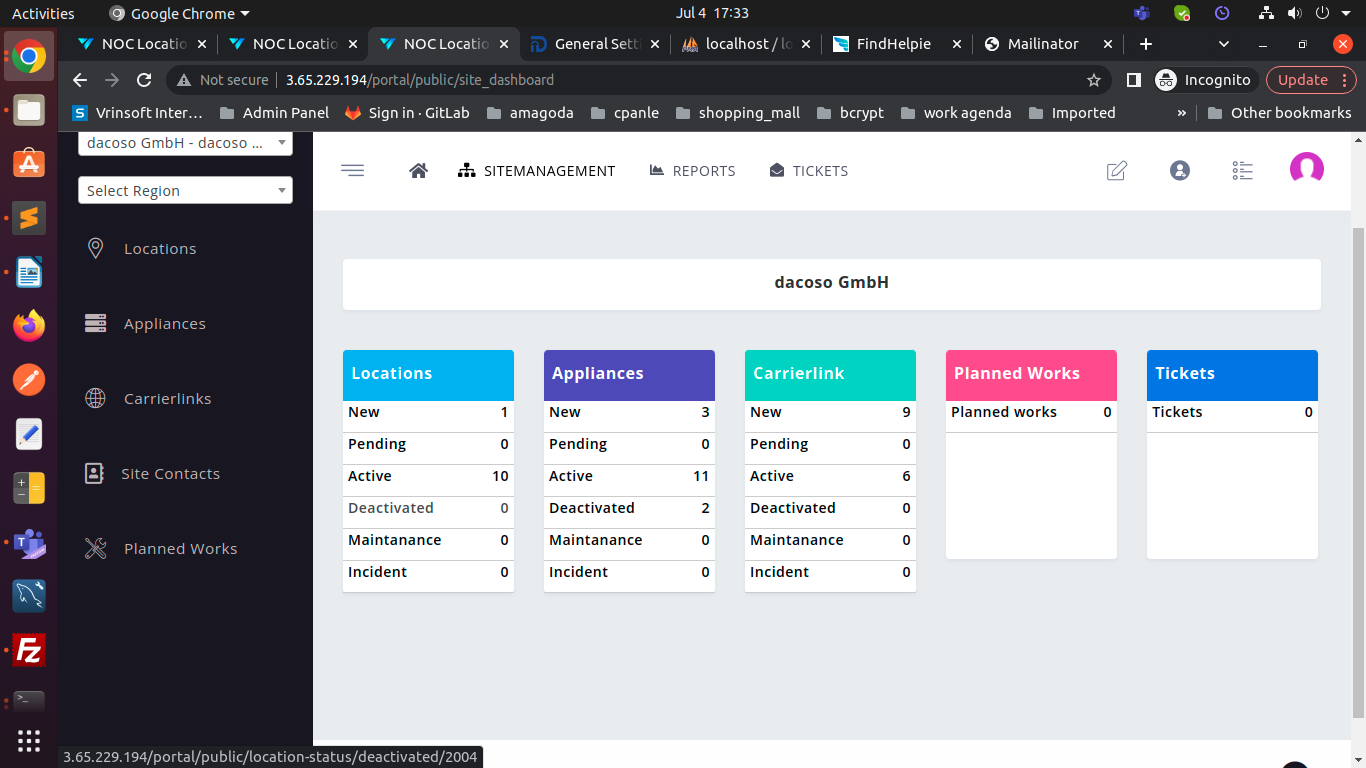 Activities
Google Chrome
Jul 4 17:33
NOC Locatio
NOC Locatio
NOC Locatio
General Setti
localhost / lo
FindHelpie
Mailinator
Not secure
3.65.229.194/portal/public/site_dashboard
Incognito
Update
Vrinsoft Inter…
Admin Panel
Sign in · GitLab
amagoda
cpanle
shopping_mall
bcrypt
work agenda
Imported
»
Other bookmarks
dacoso GmbH - dacoso ...
Select Region
Locations
Appliances
Carrierlinks
Site Contacts
Planned Works
SITEMANAGEMENT
REPORTS
TICKETS
dacoso GmbH
Locations
New 1
Pending 0
Active 10
Deactivated 0
Maintanance 0
Incident 0
Appliances
New 3
Pending 0
Active 11
Deactivated 2
Maintanance 0
Incident 0
Carrierlink
New 9
Pending 0
Active 6
Deactivated 0
Maintanance 0
Incident 0
Planned Works
Planned works 0
Tickets
Tickets 0
3.65.229.194/portal/public/location-status/deactivated/2004